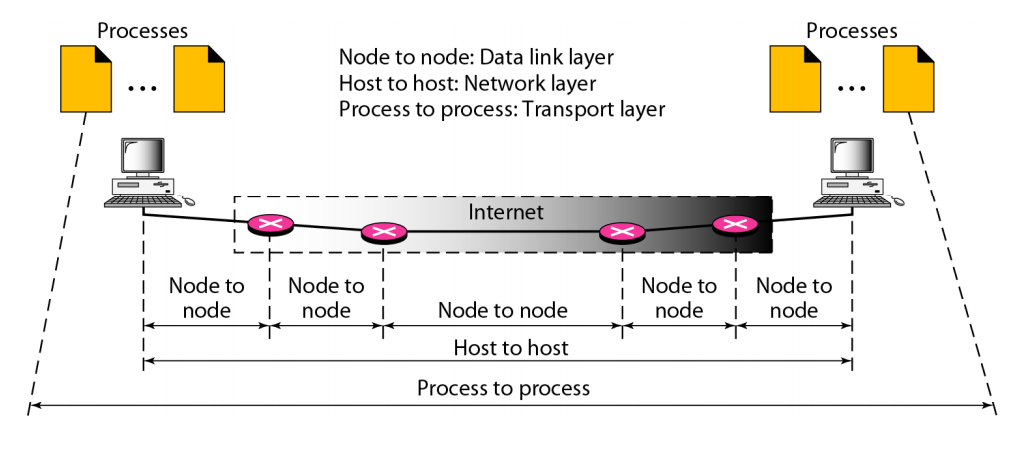 Processes
Processes
Node to node: Data link layer
Host to host: Network layer
Process to process: Transport layer
...
...
Internet
Node to
node
Node to
node
Node to node
Node to
node
Node to
node
Host to host
Process to process